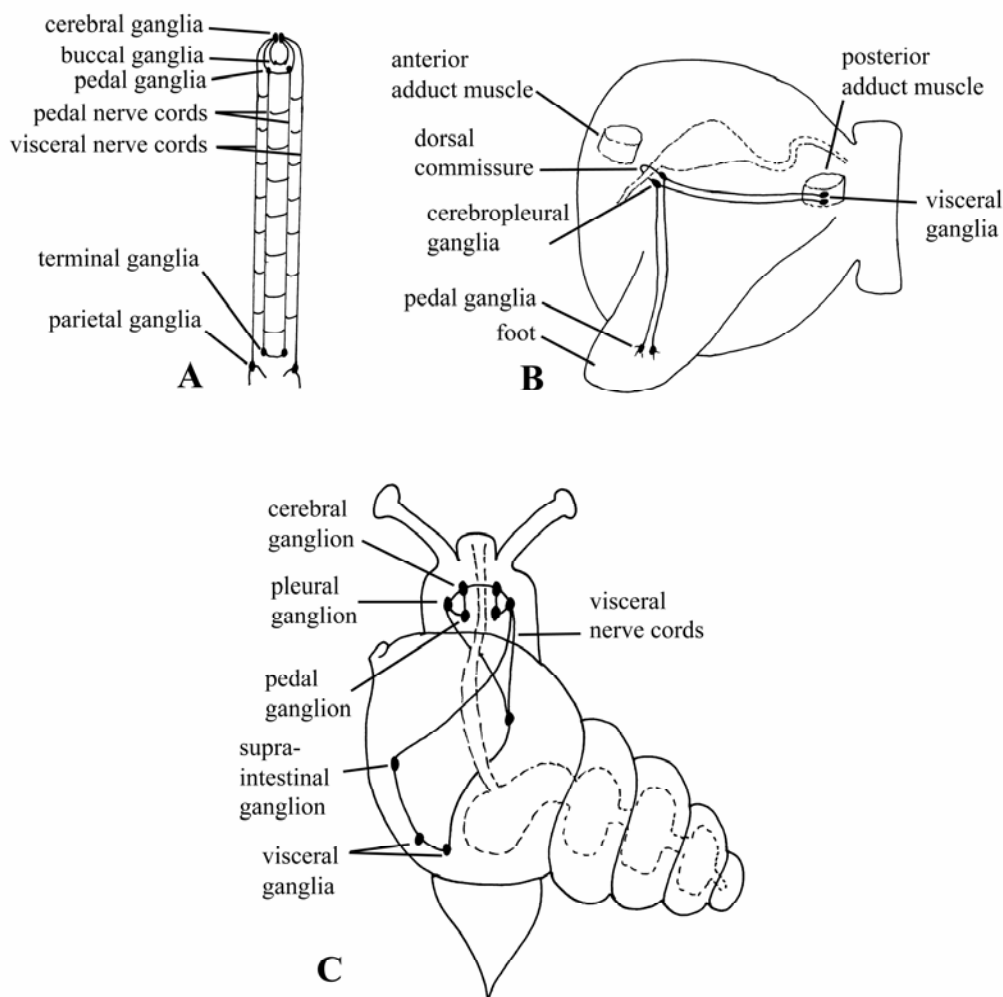 cerebral ganglia
buccal ganglia
pedal ganglia
pedal nerve cords
visceral nerve cords
terminal ganglia
parietal ganglia
A
anterior
adduct muscle
dorsal
commissure
cerebropleural
ganglia
pedal ganglia
foot
posterior
adduct muscle
visceral
ganglia
B
cerebral
ganglion
pleural
ganglion
pedal
ganglion
supra-
intestinal
ganglion
visceral
ganglia
visceral
nerve cords
C